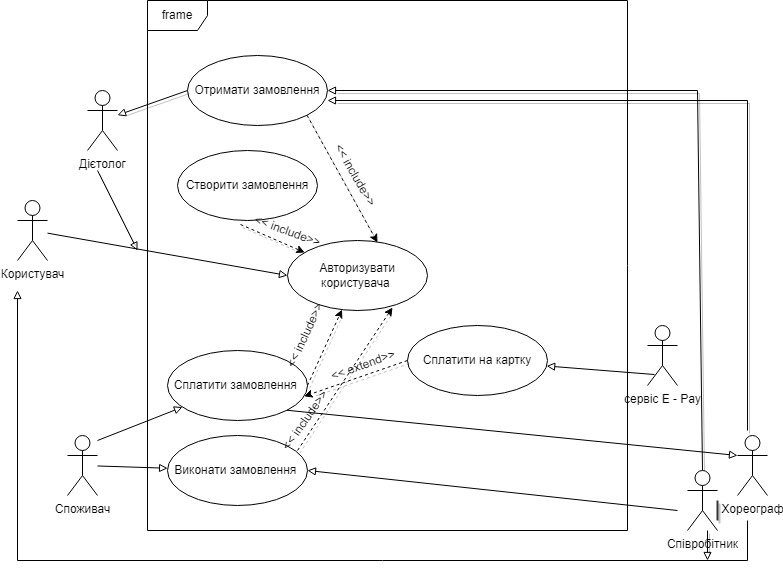 frame
Отримати замовлення
<< include>>
Дієтолог
Створити замовлення
<< include>>
Користувач
Авторизувати
користувача
<< include>>
Сплатити замовлення
<< extend>>
Сплатити на картку
сервіс E - Pay
<< include>>
Виконати замовлення
Споживач
Хореограф
Співробітник